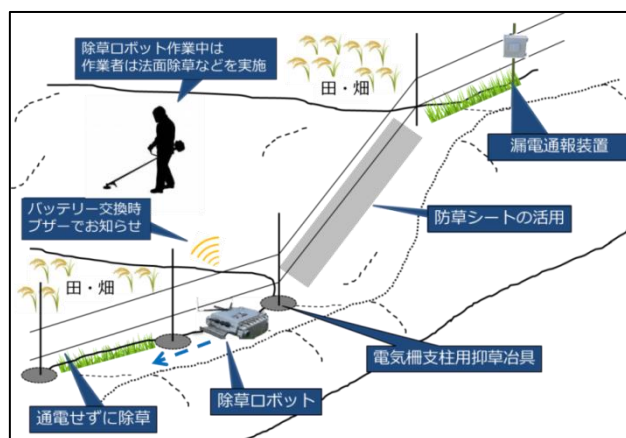 除草ロボット作業中は
作業者は法面除草などを実施
田・畑
漏電通報装置
バッテリー交換時
ブザーでお知らせ
防草シートの活用
田・畑
電気柵支柱用抑草冶具
通電せずに除草
除草ロボット